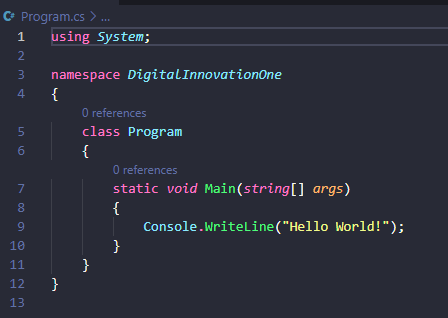 Program.cs > ...
1 using System;
2
3 namespace DigitalInnovationOne
4 {
0 references
5     class Program
6     {
0 references
7         static void Main(string[] args)
8         {
9             Console.WriteLine("Hello World!");
10         }
11     }
12 }
13